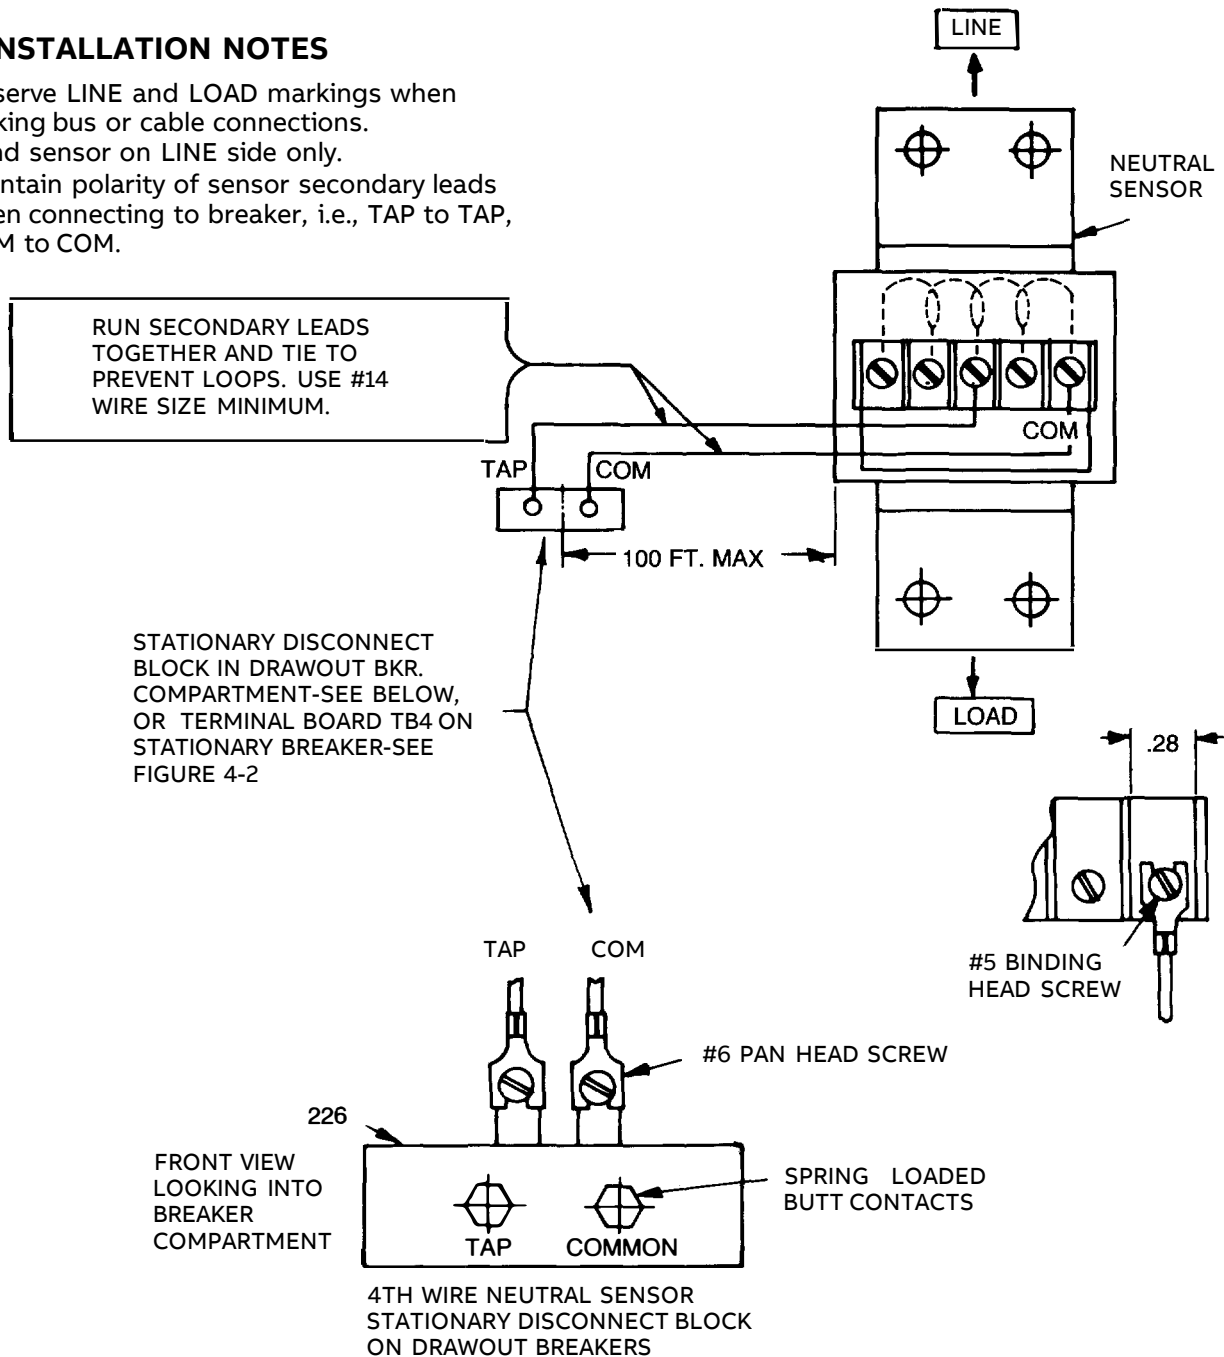 NSTALLATION NOTES
serve LINE and LOAD markings when
king bus or cable connections.
nd sensor on LINE side only.
ntain polarity of sensor secondary leads
en connecting to breaker, i.e., TAP to TAP,
M to COM.
LINE
NEUTRAL
SENSOR
RUN SECONDARY LEADS
TOGETHER AND TIE TO
PREVENT LOOPS. USE #14
WIRE SIZE MINIMUM.
COM
TAP
COM
100 FT. MAX
STATIONARY DISCONNECT
BLOCK IN DRAWOUT BKR.
COMPARTMENT-SEE BELOW,
OR TERMINAL BOARD TB4 ON
STATIONARY BREAKER-SEE
FIGURE 4-2
LOAD
.28
#5 BINDING
HEAD SCREW
TAP
COM
#6 PAN HEAD SCREW
226
FRONT VIEW
LOOKING INTO
BREAKER
COMPARTMENT
SPRING LOADED
BUTT CONTACTS
TAP
COMMON
4TH WIRE NEUTRAL SENSOR
STATIONARY DISCONNECT BLOCK
ON DRAWOUT BREAKERS